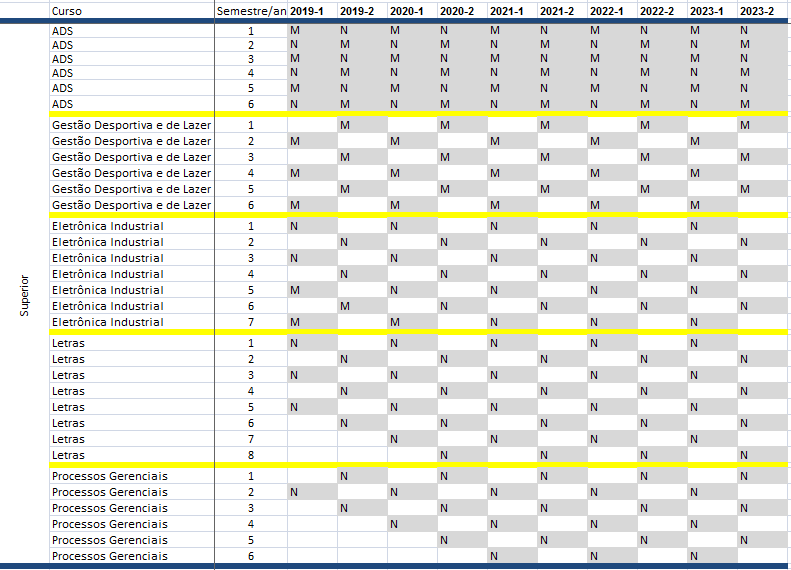 Curso Semestre/an 2019-1 2019-2 2020-1 2020-2 2021-1 2021-2 2022-1 2022-2 2023-1 2023-2
ADS 1 M N M N M N M N M N
ADS 2 N M N M N M N M N M
ADS 3 M N M N M N M N M N
ADS 4 N M N M N M N M N M
ADS 5 M N M N M N M N M N
ADS 6 N M N M N M N M N M
Gestão Desportiva e de Lazer 1 M M M M M
Gestão Desportiva e de Lazer 2 M M M M M
Gestão Desportiva e de Lazer 3 M M M M M
Gestão Desportiva e de Lazer 4 M M M M M
Gestão Desportiva e de Lazer 5 M M M M M
Gestão Desportiva e de Lazer 6 M M M M M
Eletrônica Industrial 1 N N N N N
Eletrônica Industrial 2 N N N N N
Eletrônica Industrial 3 N N N N N
Eletrônica Industrial 4 N N N N N
Superior
Eletrônica Industrial 5 M N N N N
Eletrônica Industrial 6 M N N N N
Eletrônica Industrial 7 M M N N N
Letras 1 N N N N N
Letras 2 N N N N N
Letras 3 N N N N N
Letras 4 N N N N N
Letras 5 N N N N N
Letras 6 N N N N N
Letras 7 N N N N
Letras 8 N N N N
Processos Gerenciais 1 N N N N N
Processos Gerenciais 2 N N N N N
Processos Gerenciais 3 N N N N N
Processos Gerenciais 4 N N N N
Processos Gerenciais 5 N N N N
Processos Gerenciais 6 N N N